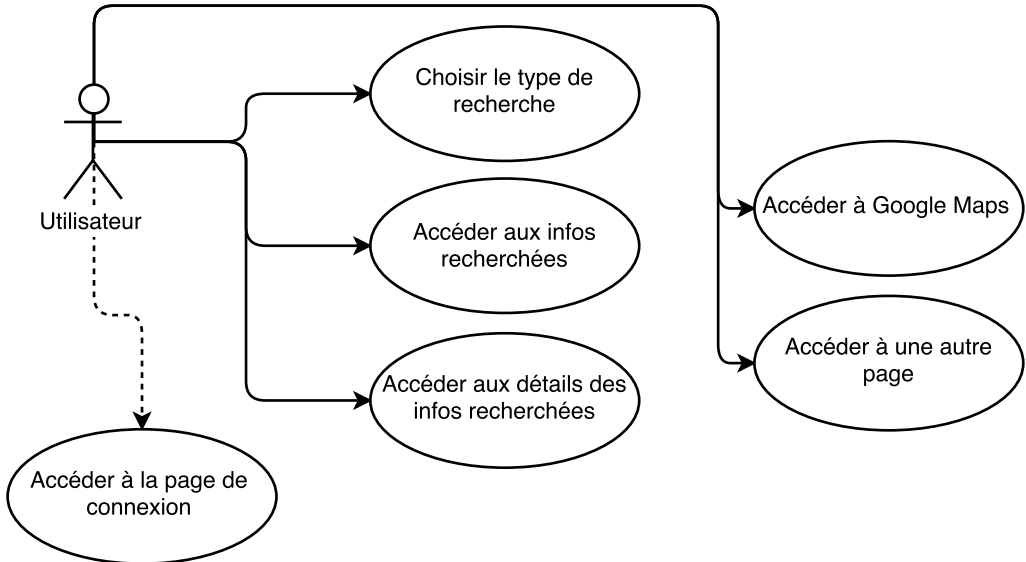 Choisir le type de
recherche
Utilisateur
Accéder à Google Maps
Accéder aux infos
recherchées
Accéder à une autre
page
Accéder aux détails des
infos recherchées
Accéder à la page de
connexion